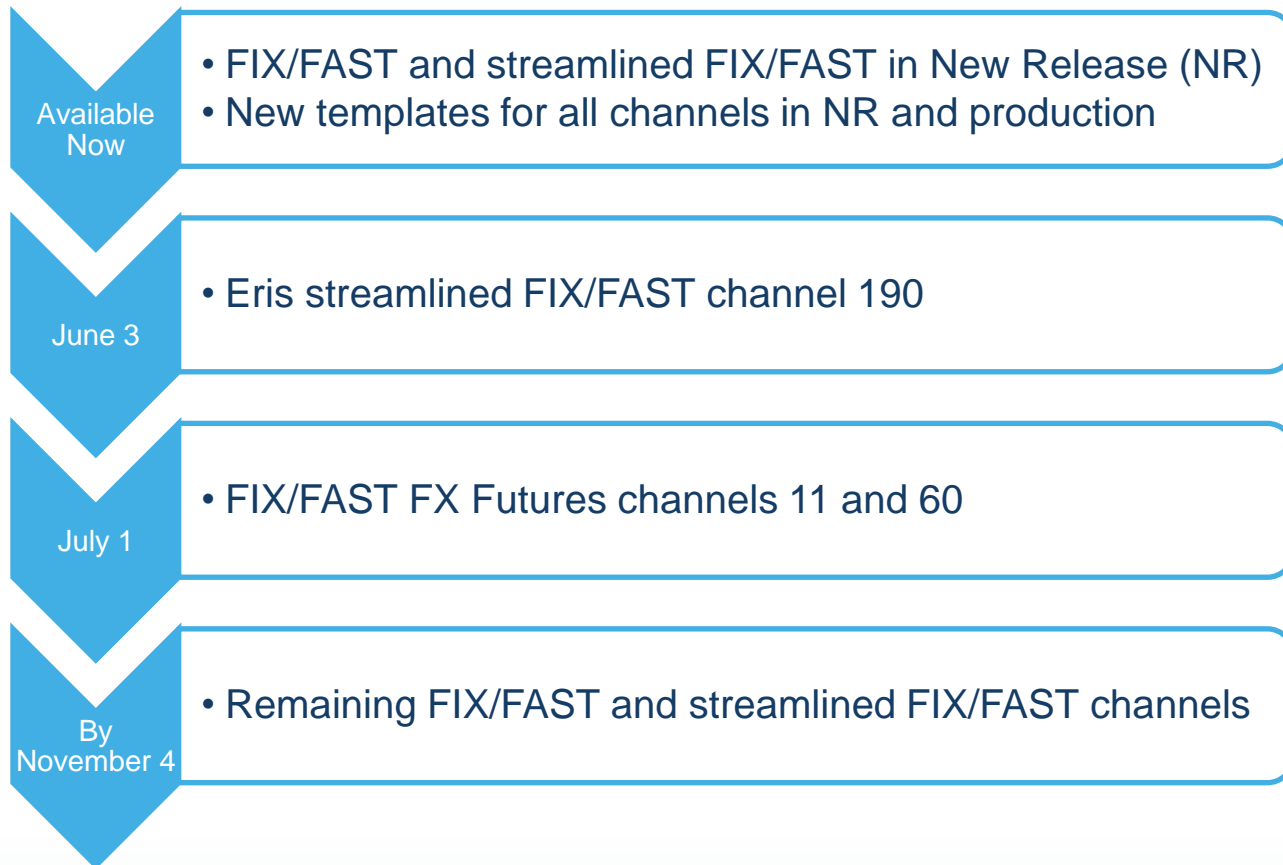 Available
Now
• FIX/FAST and streamlined FIX/FAST in New Release (NR)
• New templates for all channels in NR and production
June 3
• Eris streamlined FIX/FAST channel 190
July 1
• FIX/FAST FX Futures channels 11 and 60
By
November 4
• Remaining FIX/FAST and streamlined FIX/FAST channels